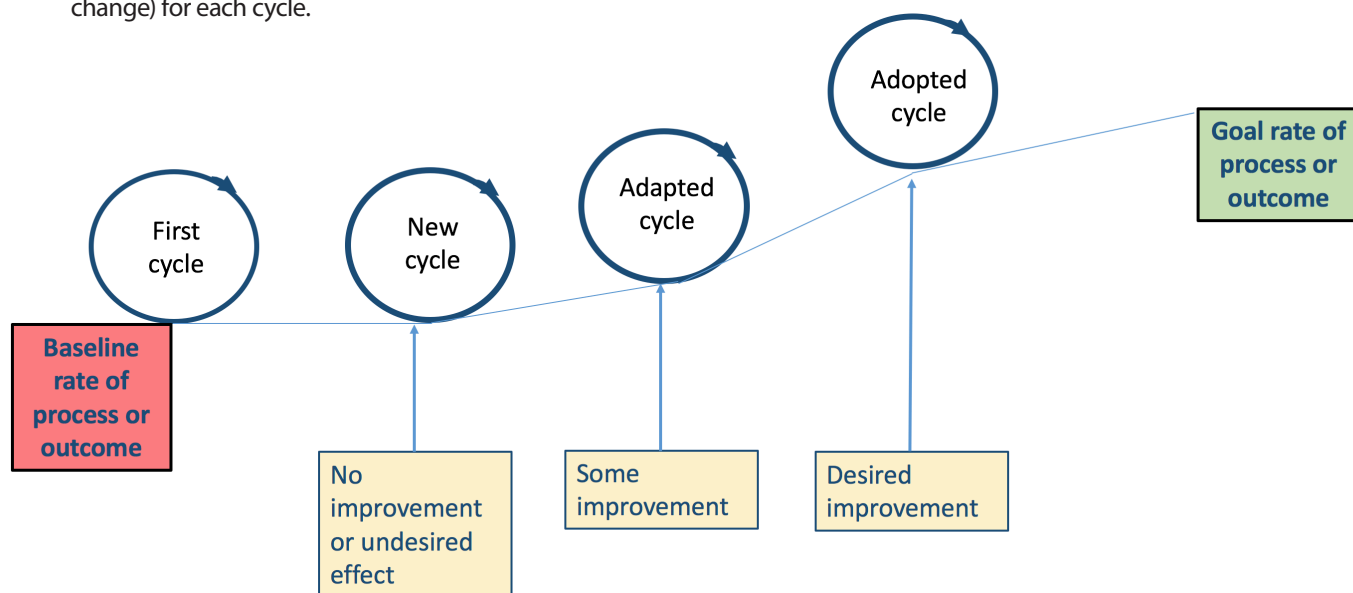 change) for each cycle.
Adopted
cycle
Goal rate of
process or
outcome
Adapted
cycle
New
cycle
First
cycle
Baseline
rate of
process or
outcome
No
improvement
or undesired
effect
Some
improvement
Desired
improvement